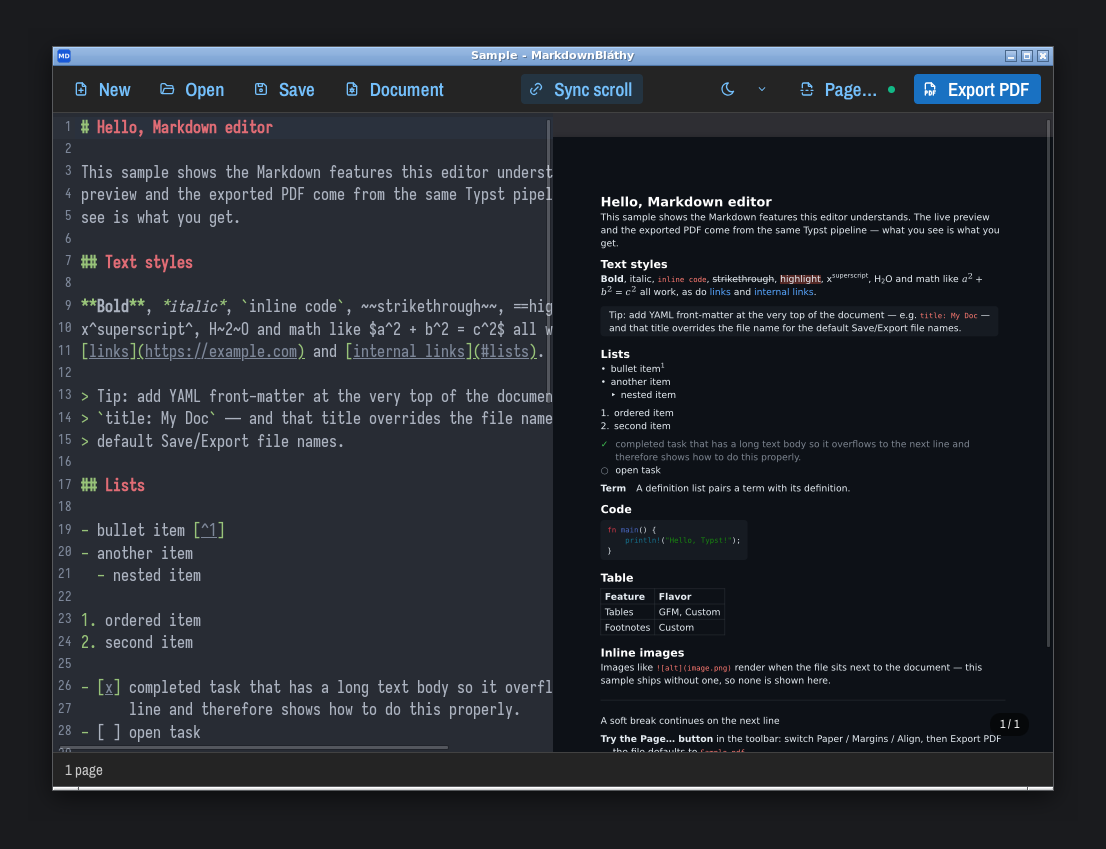 MD Sample - MarkdownBláthy
New Open Save Document Sync scroll Page... Export PDF
1 # Hello, Markdown editor
2
3 This sample shows the Markdown features this editor underst
4 preview and the exported PDF come from the same Typst pipel
5 see is what you get.
6
7 ## Text styles
8
9 **Bold**, *italic*, `inline code`, ~~strikethrough~~, ==hig
10 x^superscript^, H~2~O and math like $a^2 + b^2 = c^2$ all w
11 [links](https://example.com) and [internal links](#lists).
12
13 > Tip: add YAML front-matter at the very top of the documen
14 > `title: My Doc` — and that title overrides the file name
15 > default Save/Export file names.
16
17 ## Lists
18
19 - bullet item [^1]
20 - another item
21 - nested item
22
23 1. ordered item
24 2. second item
25
26 - [x] completed task that has a long text body so it overfl
27 line and therefore shows how to do this properly.
28 - [ ] open task
Hello, Markdown editor
This sample shows the Markdown features this editor understands. The live preview
and the exported PDF come from the same Typst pipeline — what you see is what you
get.
Text styles
Bold, italic, inline code, strikethrough, highlight, x^superscript, H₂O and math like a² +
b² = c² all work, as do links and internal links.
Tip: add YAML front-matter at the very top of the document — e.g. title: My Doc —
and that title overrides the file name for the default Save/Export file names.
Lists
• bullet item¹
• another item
‣ nested item
1. ordered item
2. second item
✓ completed task that has a long text body so it overflows to the next line and
therefore shows how to do this properly.
○ open task
Term A definition list pairs a term with its definition.
Code
fn main() {
println!("Hello, Typst!");
}
Table
Feature Flavor
Tables GFM, Custom
Footnotes Custom
Inline images
Images like ![alt](image.png) render when the file sits next to the document — this
sample ships without one, so none is shown here.
A soft break continues on the next line
1 / 1
Try the Page… button in the toolbar: switch Paper / Margins / Align, then Export PDF
— the file defaults to Sample.pdf
1 page